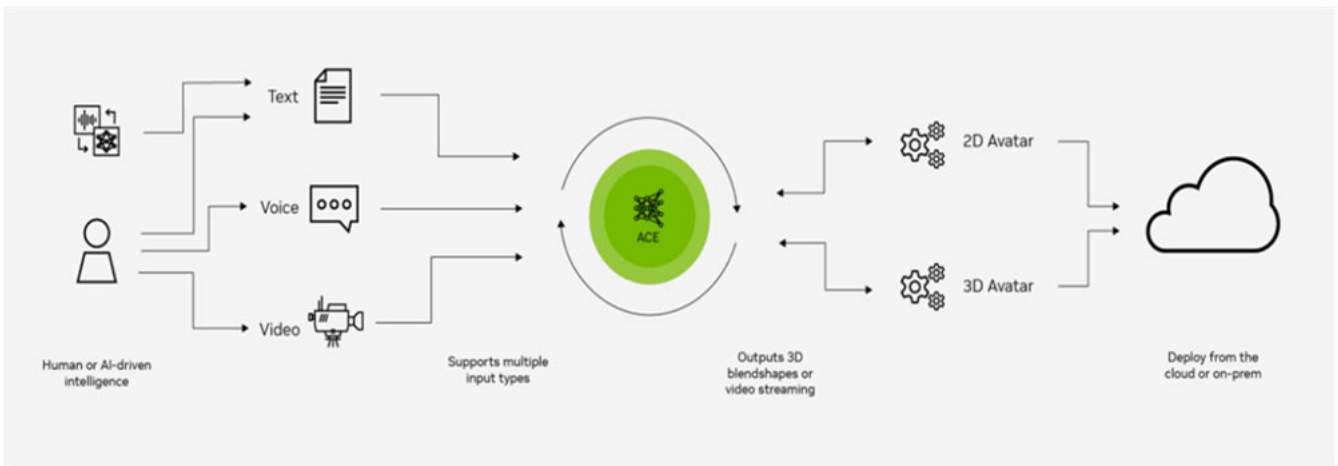 Text
Voice
ACE
2D Avatar
3D Avatar
Video
Human or AI-driven
intelligence
Supports multiple
input types
Outputs 3D
blendshapes or
video streaming
Deploy from the
cloud or on-prem